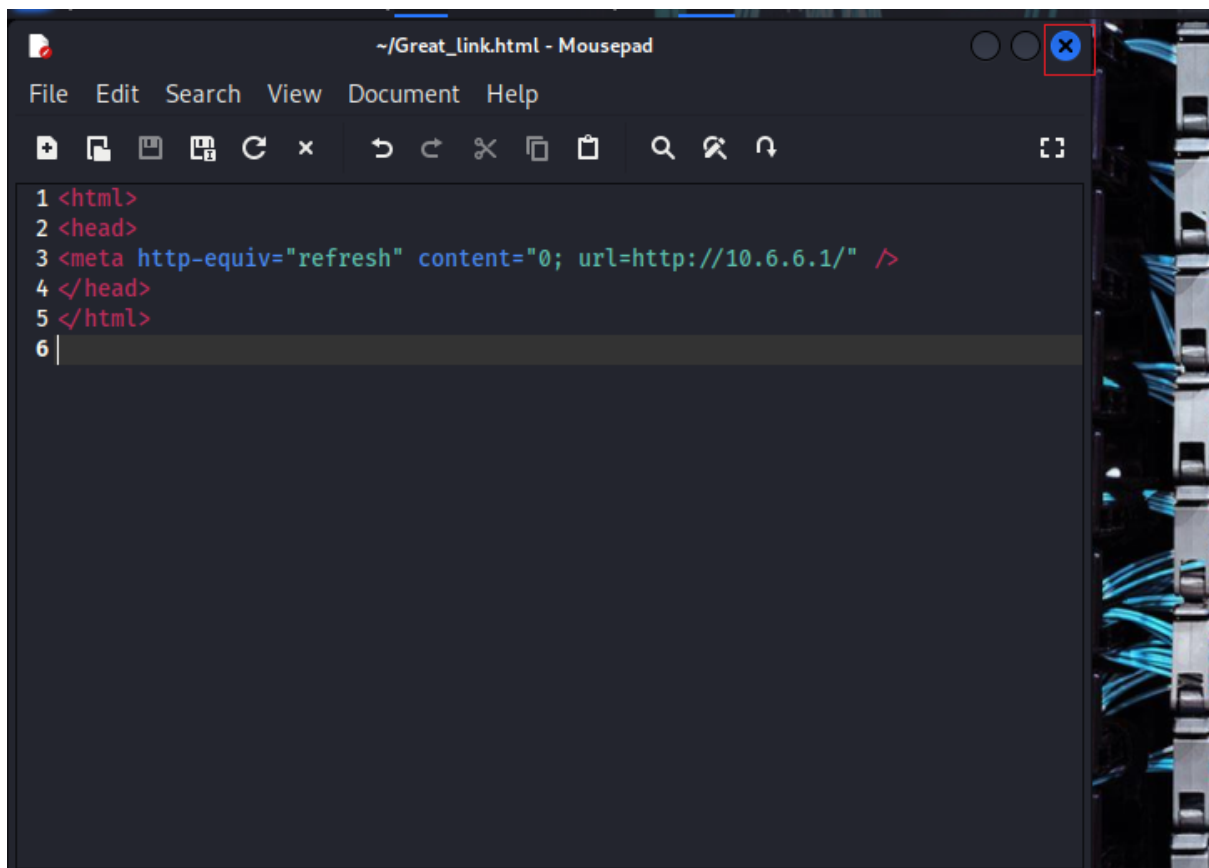 ~/Great_link.html - Mousepad
File Edit Search View Document Help
1 <html>
2 <head>
3 <meta http-equiv="refresh" content="0; url=http://10.6.6.1/" />
4 </head>
5 </html>
6